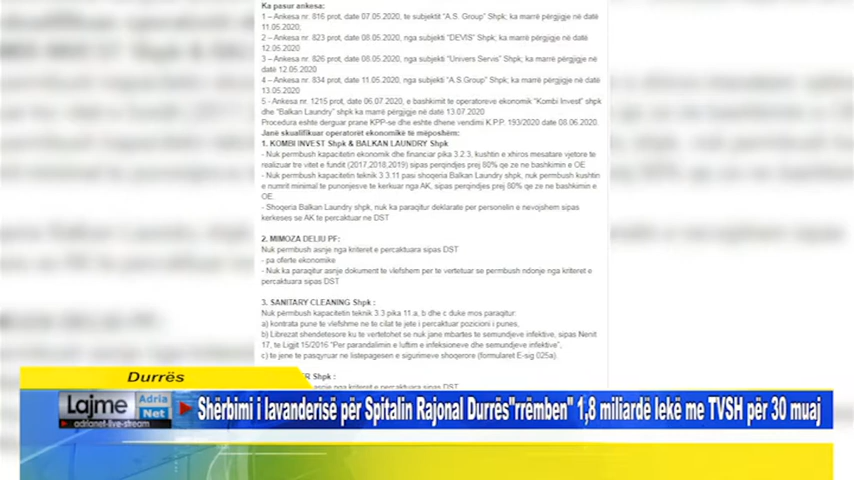 Ka pasur ankesa:
1 – Ankesa nr. 816 prot, date 07.05.2020, te subjektit "A.S. Group" Shpk; ka marrë përgjigje në datë
11.05.2020,
2 – Ankesa nr. 823 prot, date 08.05.2020, nga subjekti "DEVIS" Shpk; ka marrë përgjigje në datë
12.05.2020
3 – Ankesa nr. 826 prot, date 08.05.2020, nga subjekti "Univers Servis" Shpk; ka marrë përgjigje në
datë 12.05.2020
4 – Ankesa nr. 834 prot, date 11.05.2020, nga subjekti "A.S.Group" Shpk; ka marrë përgjigje në datë
13.05.2020
5 - Ankesa nr. 1215 prot, date 06.07.2020, e bashkimit te operatoreve ekonomik "Kombi Invest" shpk
dhe "Balkan Laundry" shpk ka marrë përgjigje në datë 13.07.2020
Procedura eshte derguar prane KPP-se dhe eshte dhene vendimi K.P.P. 193/2020 date 08.06.2020.
Janë skualifikuar operatorët ekonomikë të mëposhtëm:
1. KOMBI INVEST Shpk & BALKAN LAUNDRY Shpk
- Nuk permbush kapacitetin ekonomik dhe financiar pika 3.2.3, kushtin e xhiros mesatare vjetore te
realizuar tre vitet e fundit (2017,2018,2019) sipas perqindjes prej 80% qe ze ne bashkimin e OE
- Nuk permbush kapacitetin teknik 3.3.11 pasi shoqeria Balkan Laundry shpk, nuk permbush kushtin
e numrit minimal te punonjesve te kerkuar nga AK, sipas perqindjes prej 80% qe ze ne bashkimin e
OE.
- Shoqeria Balkan Laundry shpk, nuk ka paraqitur deklarate per personelin e nevojshem sipas
kerkeses se AK te percaktuar ne DST
2. MIMOZA DELIU PF:
Nuk permbush asnje nga kriteret e percaktuara sipas DST
- pa oferte ekonomike
- Nuk ka paraqitur asnje dokument te vlefshem per te vertetuar se permbush ndonje nga kriteret e
percaktuara sipas DST
3. SANITARY CLEANING Shpk :
Nuk përmbush kapacitetin teknik 3.3 pika 11.a, b dhe c duke mos paraqitur:
a) kontrata pune te vlefshme ne te cilat te jete i percaktuar pozicioni i punes,
b) Librezat shendetesore ku te vertetohet se nuk jane mbartes te semundjeve infektive, sipas Nenit
17, te Ligjit 15/2016 "Per parandalimin e luftim e infeksioneve dhe semundjeve infektive",
c) te jene te pasqyruar ne listepagesen e sigurimeve shoqerore (formularet E-sig 025a).
Shpk :
asnje nga kriteret e percaktuara sipas DST
Durrës
Lajme Adria Net
adrianet-live-stream
Shërbimi i lavanderisë për Spitalin Rajonal Durrës"rrëmben" 1,8 miliardë lekë me TVSH për 30 muaj